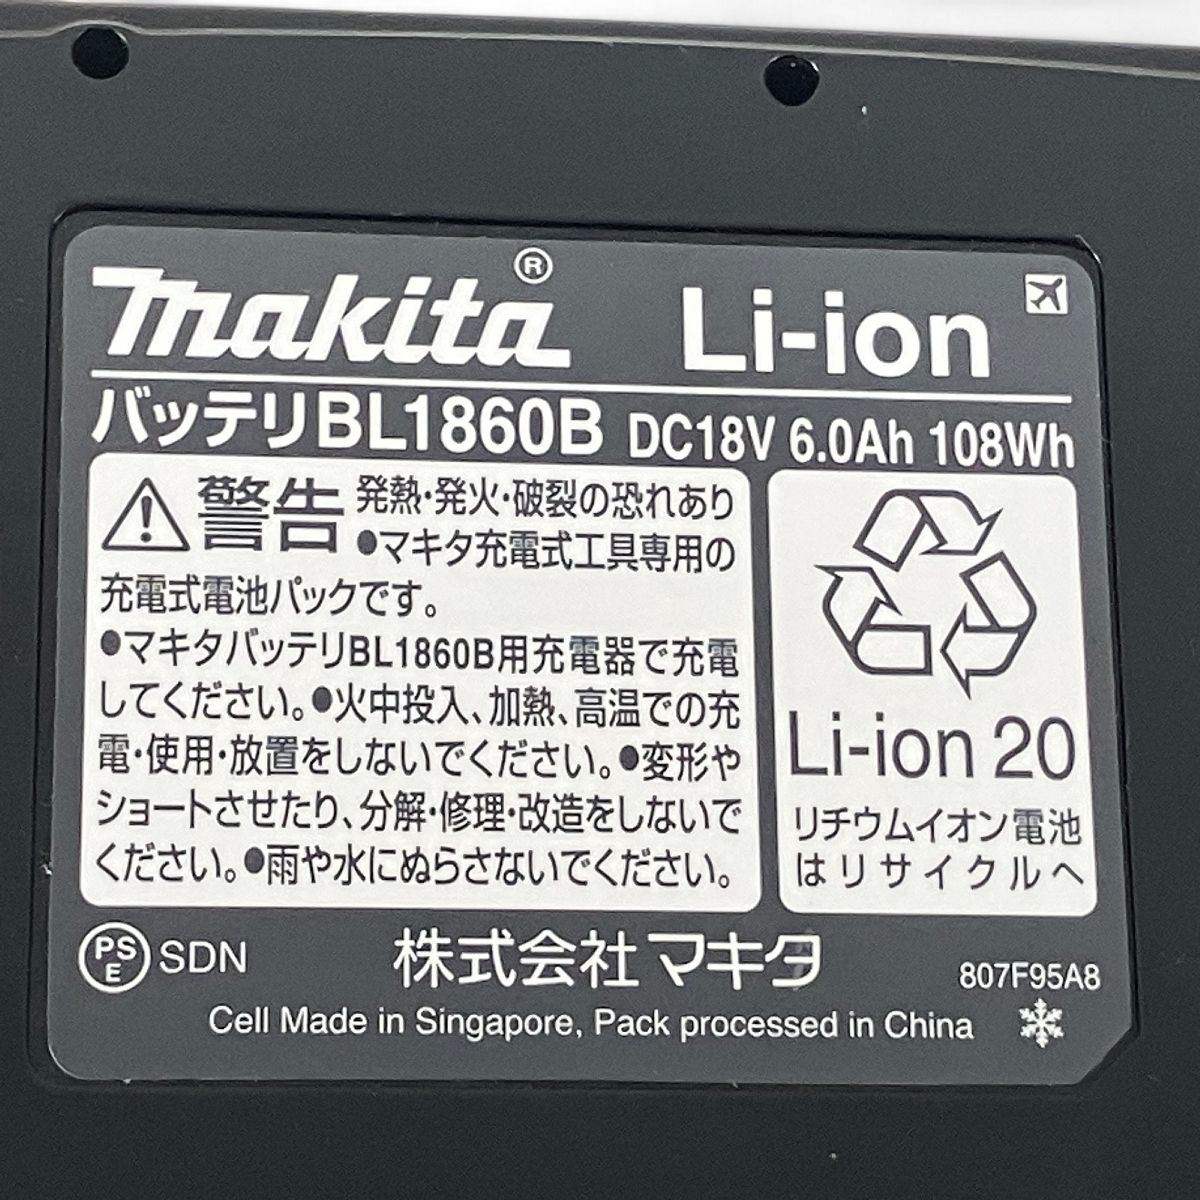 makita® Li-ion
バッテリBL1860B DC18V 6.0Ah 108Wh
警告 発熱・発火・破裂の恐れあり
●マキタ充電式工具専用の
充電式電池パックです。
●マキタバッテリBL1860B用充電器で充電
してください。●火中投入、加熱、高温での充
電・使用・放置をしないでください。●変形や
ショートさせたり、分解・修理・改造をしないで
ください。●雨や水にぬらさないでください。
Li-ion 20
リチウムイオン電池
はリサイクルへ
PSE SDN 株式会社マキタ 807F95A8
Cell Made in Singapore, Pack processed in China